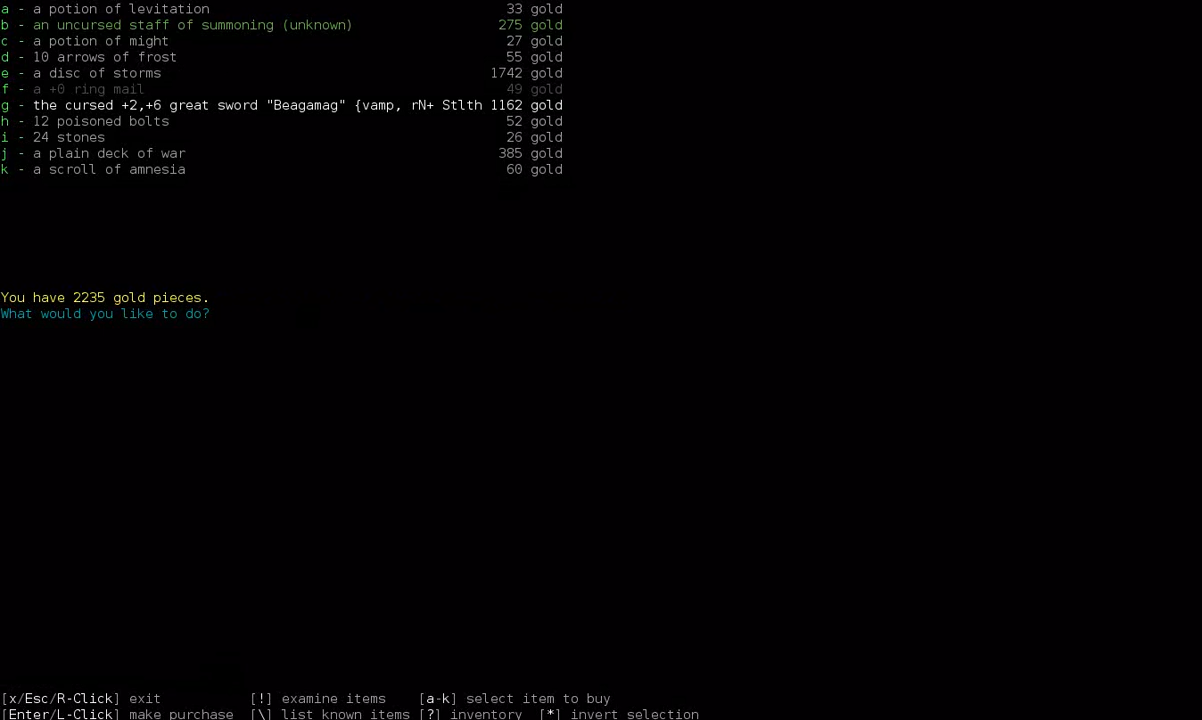 a - a potion of levitation 33 gold
b - an uncursed staff of summoning (unknown) 275 gold
c - a potion of might 27 gold
d - 10 arrows of frost 55 gold
e - a disc of storms 1742 gold
f - a +0 ring mail 49 gold
g - the cursed +2,+6 great sword "Beagamag" {vamp, rN+ Stlth 1162 gold
h - 12 poisoned bolts 52 gold
i - 24 stones 26 gold
j - a plain deck of war 385 gold
k - a scroll of amnesia 60 gold
You have 2235 gold pieces.
What would you like to do?
[x/Esc/R-Click] exit [!] examine items [a-k] select item to buy
[Enter/L-Click] make purchase [\] list known items [?] inventory [*] invert selection